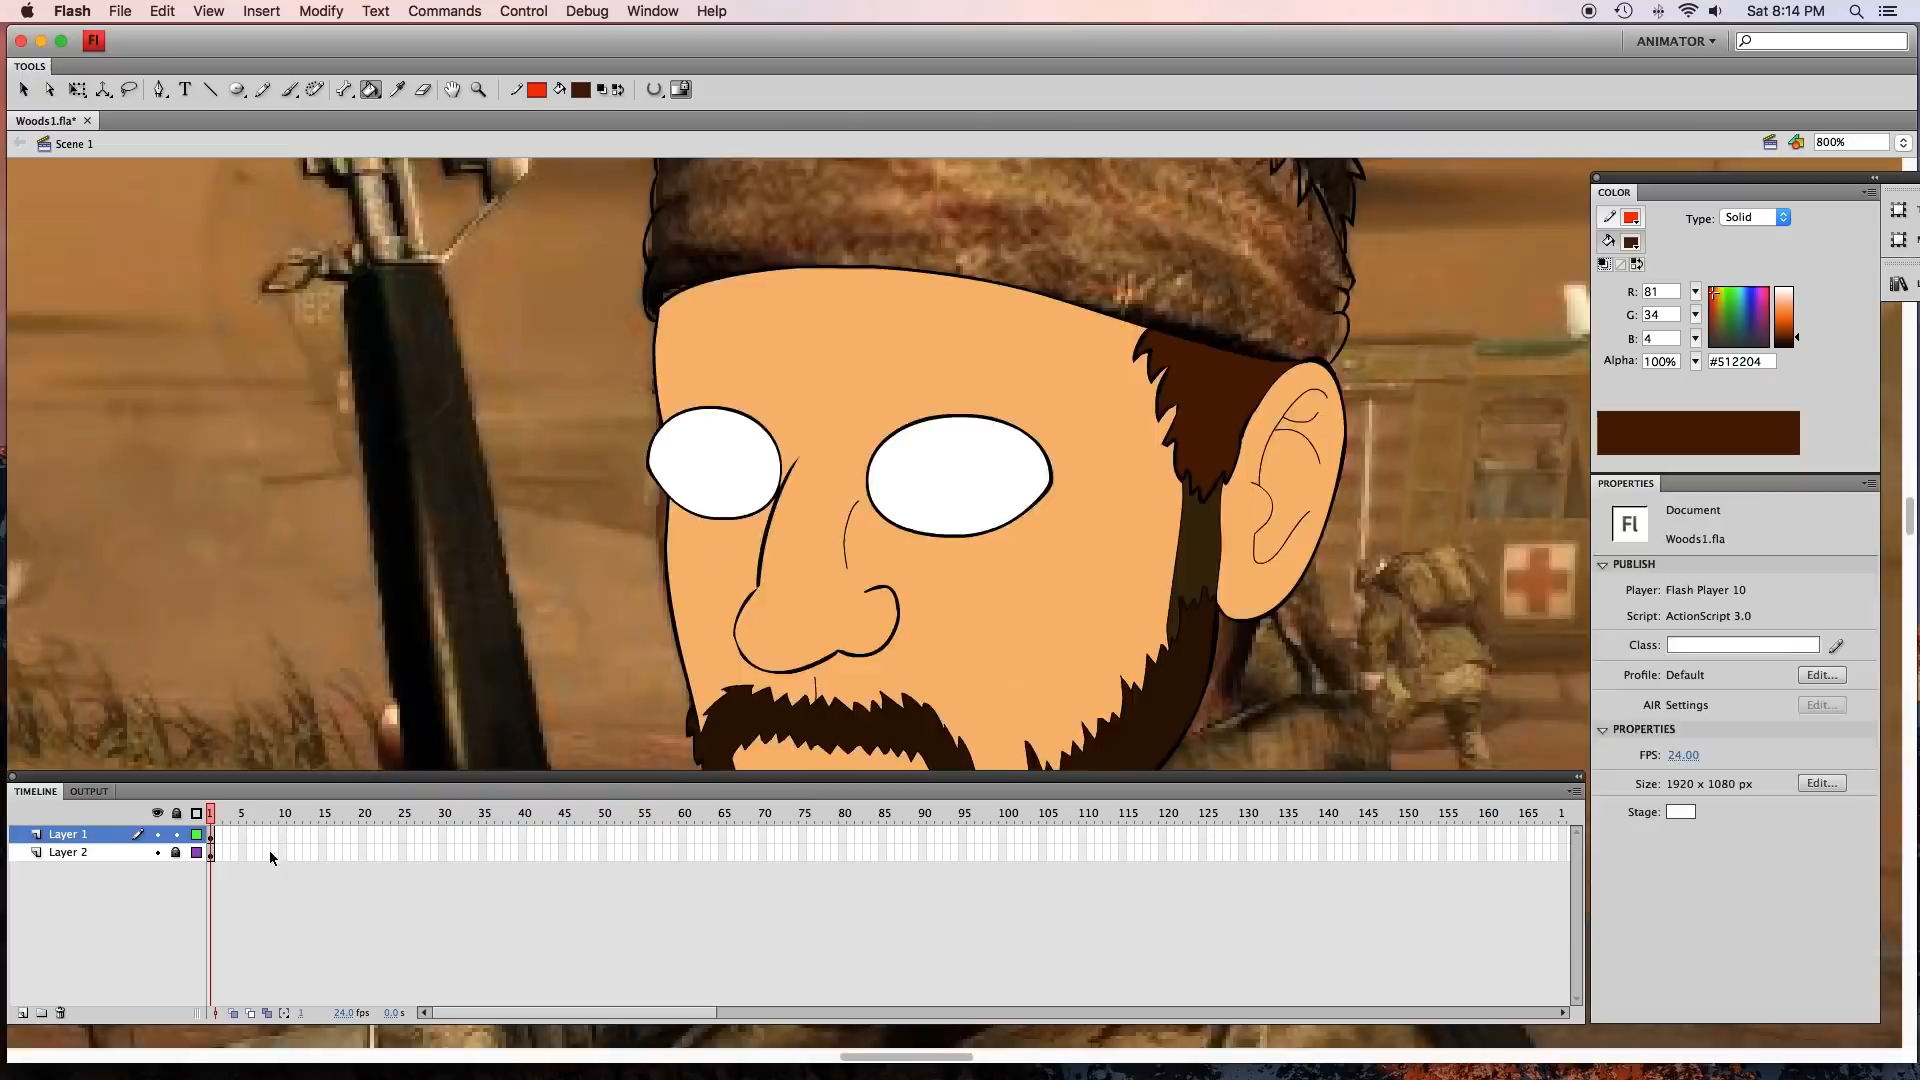 Flash File Edit View Insert Modify Text Commands Control Debug Window Help Sat 8:14 PM
Fl ANIMATOR
TOOLS
Woods1.fla*
Scene 1 800%
COLOR
Type: Solid
R: 81
G: 34
B: 4
Alpha: 100% #512204
PROPERTIES
Fl Document
Woods1.fla
PUBLISH
Player: Flash Player 10
Script: ActionScript 3.0
Class:
Profile: Default Edit...
AIR Settings Edit...
PROPERTIES
FPS: 24.00
Size: 1920 x 1080 px Edit...
Stage:
TIMELINE OUTPUT
1 5 10 15 20 25 30 35 40 45 50 55 60 65 70 75 80 85 90 95 100 105 110 115 120 125 130 135 140 145 150 155 160 165 1
Layer 1
Layer 2
1 24.0 fps 0.0 s